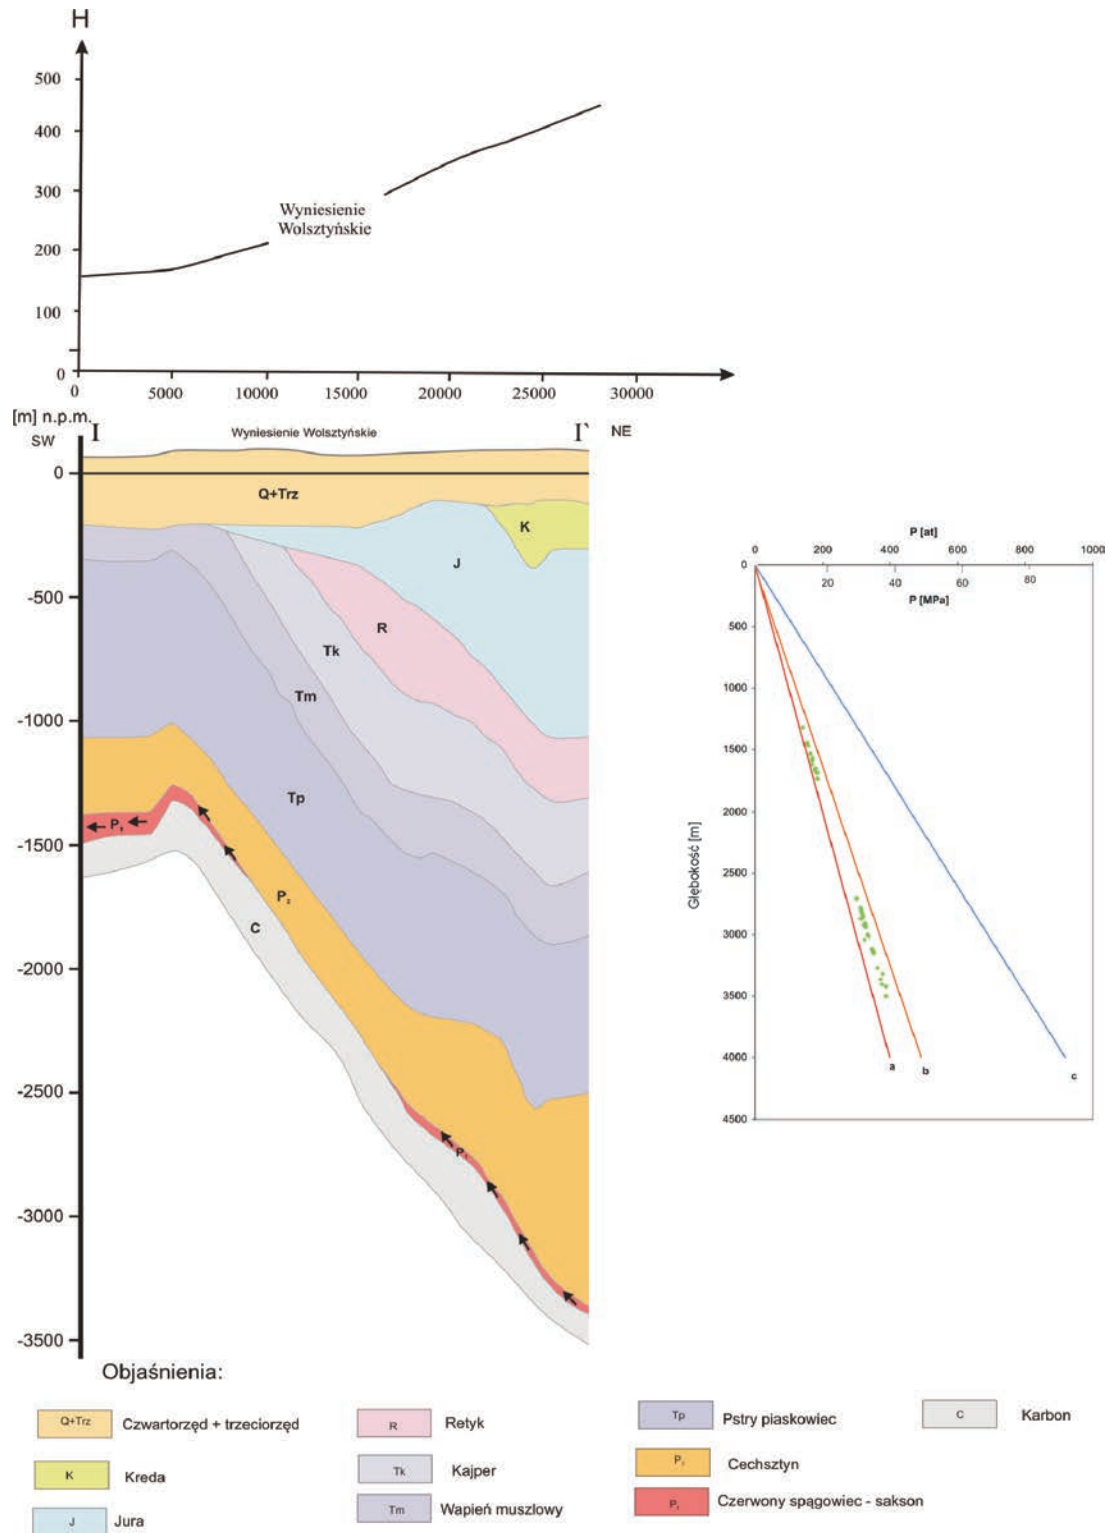 H
500
400
300
200
100
0
Wyniesienie
Wolsztyńskie
0 5000 10000 15000 20000 25000 30000
[m] n.p.m.
SW I Wyniesienie Wolsztyńskie I` NE
0
-500
-1000
-1500
-2000
-2500
-3000
-3500
Q+Trz
K
J
R
Tk
Tm
Tp
P₁
P₂
C
P₁
P [at]
0 200 400 600 800 1000
20 40 60 80
P [MPa]
Głębokość [m]
0
500
1000
1500
2000
2500
3000
3500
4000
4500
a b c
Objaśnienia:
Q+Trz Czwartorzęd + trzeciorzęd
K Kreda
J Jura
R Retyk
Tk Kajper
Tm Wapień muszlowy
Tp Pstry piaskowiec
P₂ Cechsztyn
P₁ Czerwony spągowiec - sakson
C Karbon